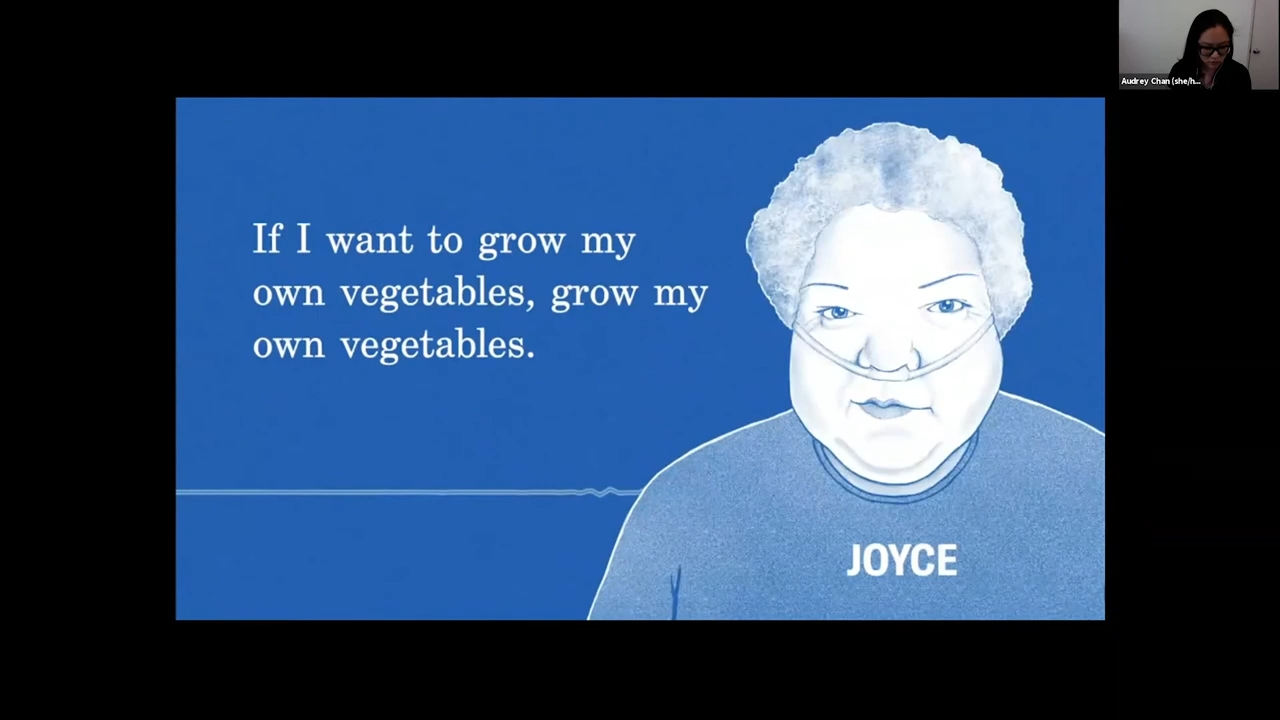 Audrey Chan (she/h...
If I want to grow my
own vegetables, grow my
own vegetables.
JOYCE